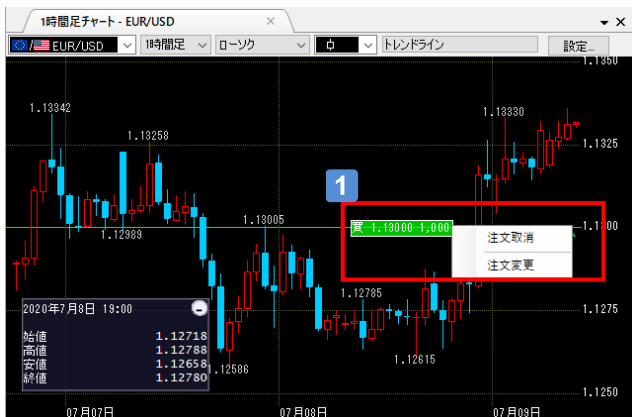 1時間足チャート - EUR/USD
EUR/USD 1時間足 ローソク トレンドライン 設定...
1.1350
1.13342
1.13330
1.13258
1.1325
1
1.13005
買 1.13000 1,000
1.1300
1.12989
注文取消
注文変更
1.12785
2020年7月8日 19:00
1.1275
始値 1.12718
高値 1.12788
安値 1.12658
終値 1.12780
1.12586
1.12615
1.1250
07月07日 07月08日 07月09日